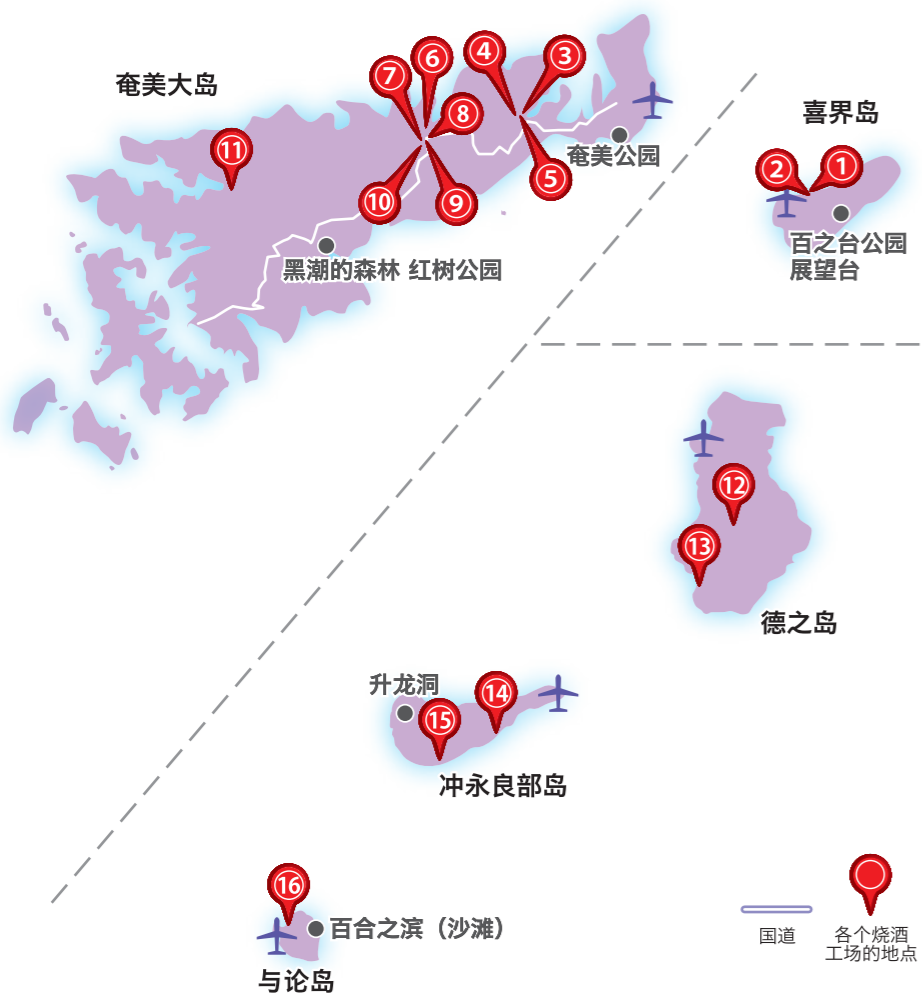 奄美大岛
4
3
6
7
8
11
10
9
5
奄美公园
黑潮的森林 红树公园
喜界岛
2
1
百之台公园
展望台
12
13
德之岛
升龙洞
14
15
冲永良部岛
16
百合之滨（沙滩）
与论岛
国道
各个烧酒
工场的地点